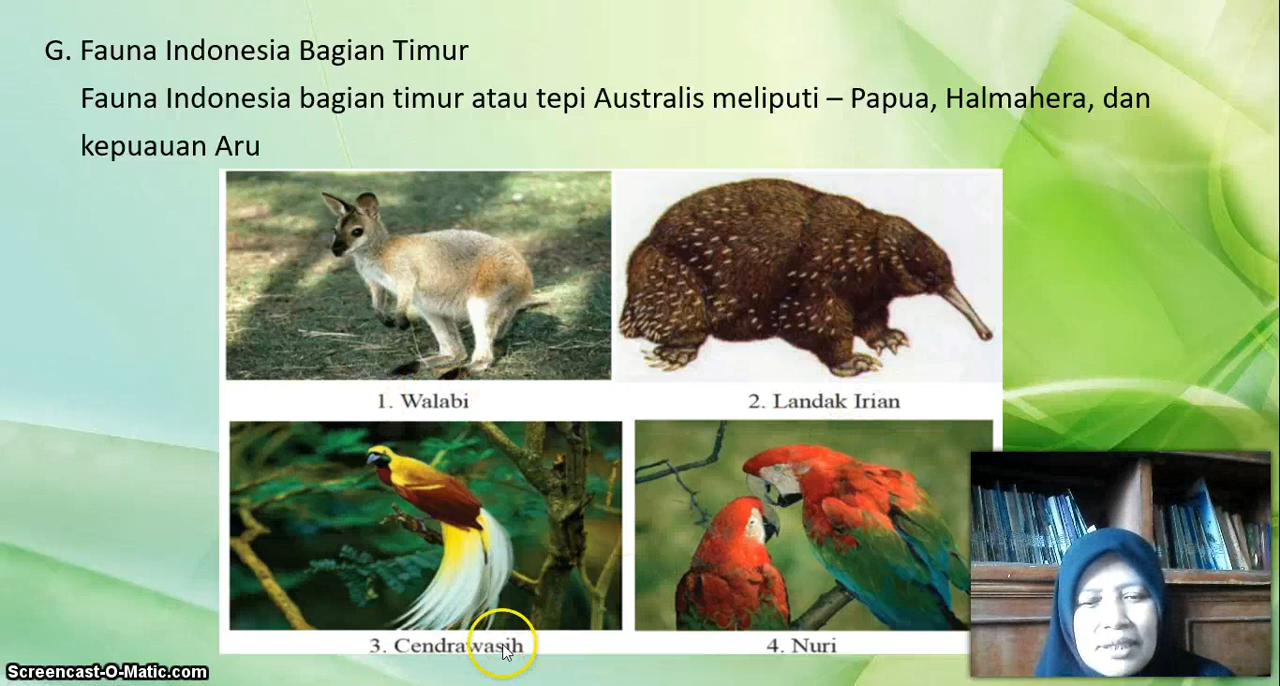 G. Fauna Indonesia Bagian Timur
Fauna Indonesia bagian timur atau tepi Australis meliputi – Papua, Halmahera, dan
kepuauan Aru
1. Walabi
2. Landak Irian
3. Cendrawasih
4. Nuri
Screencast-O-Matic.com